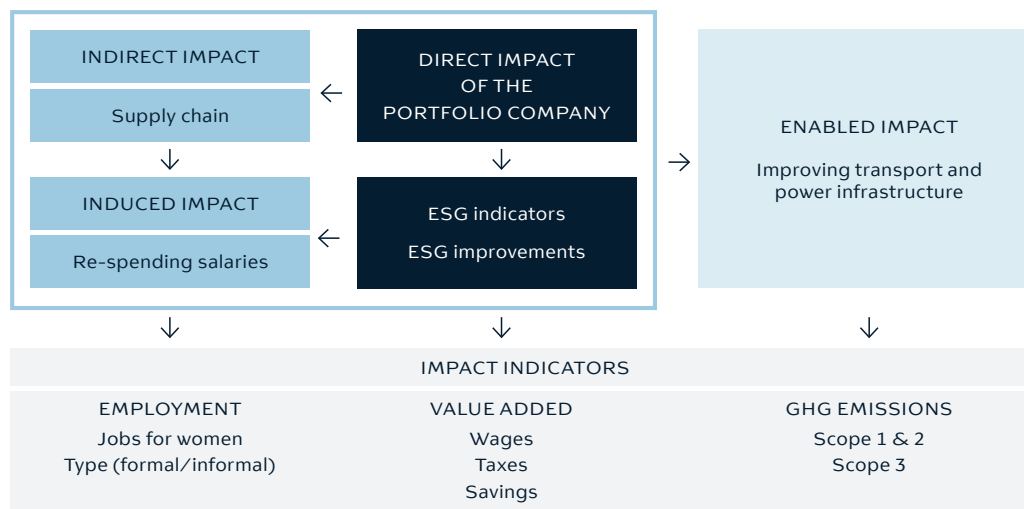 INDIRECT IMPACT
Supply chain
DIRECT IMPACT
OF THE
PORTFOLIO COMPANY
INDUCED IMPACT
Re-spending salaries
ESG indicators
ESG improvements
ENABLED IMPACT
Improving transport and
power infrastructure
IMPACT INDICATORS
EMPLOYMENT
Jobs for women
Type (formal/informal)
VALUE ADDED
Wages
Taxes
Savings
GHG EMISSIONS
Scope 1 & 2
Scope 3